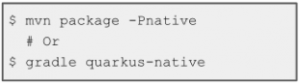 $ mvn package -Pnative
# Or
$ gradle quarkus-native